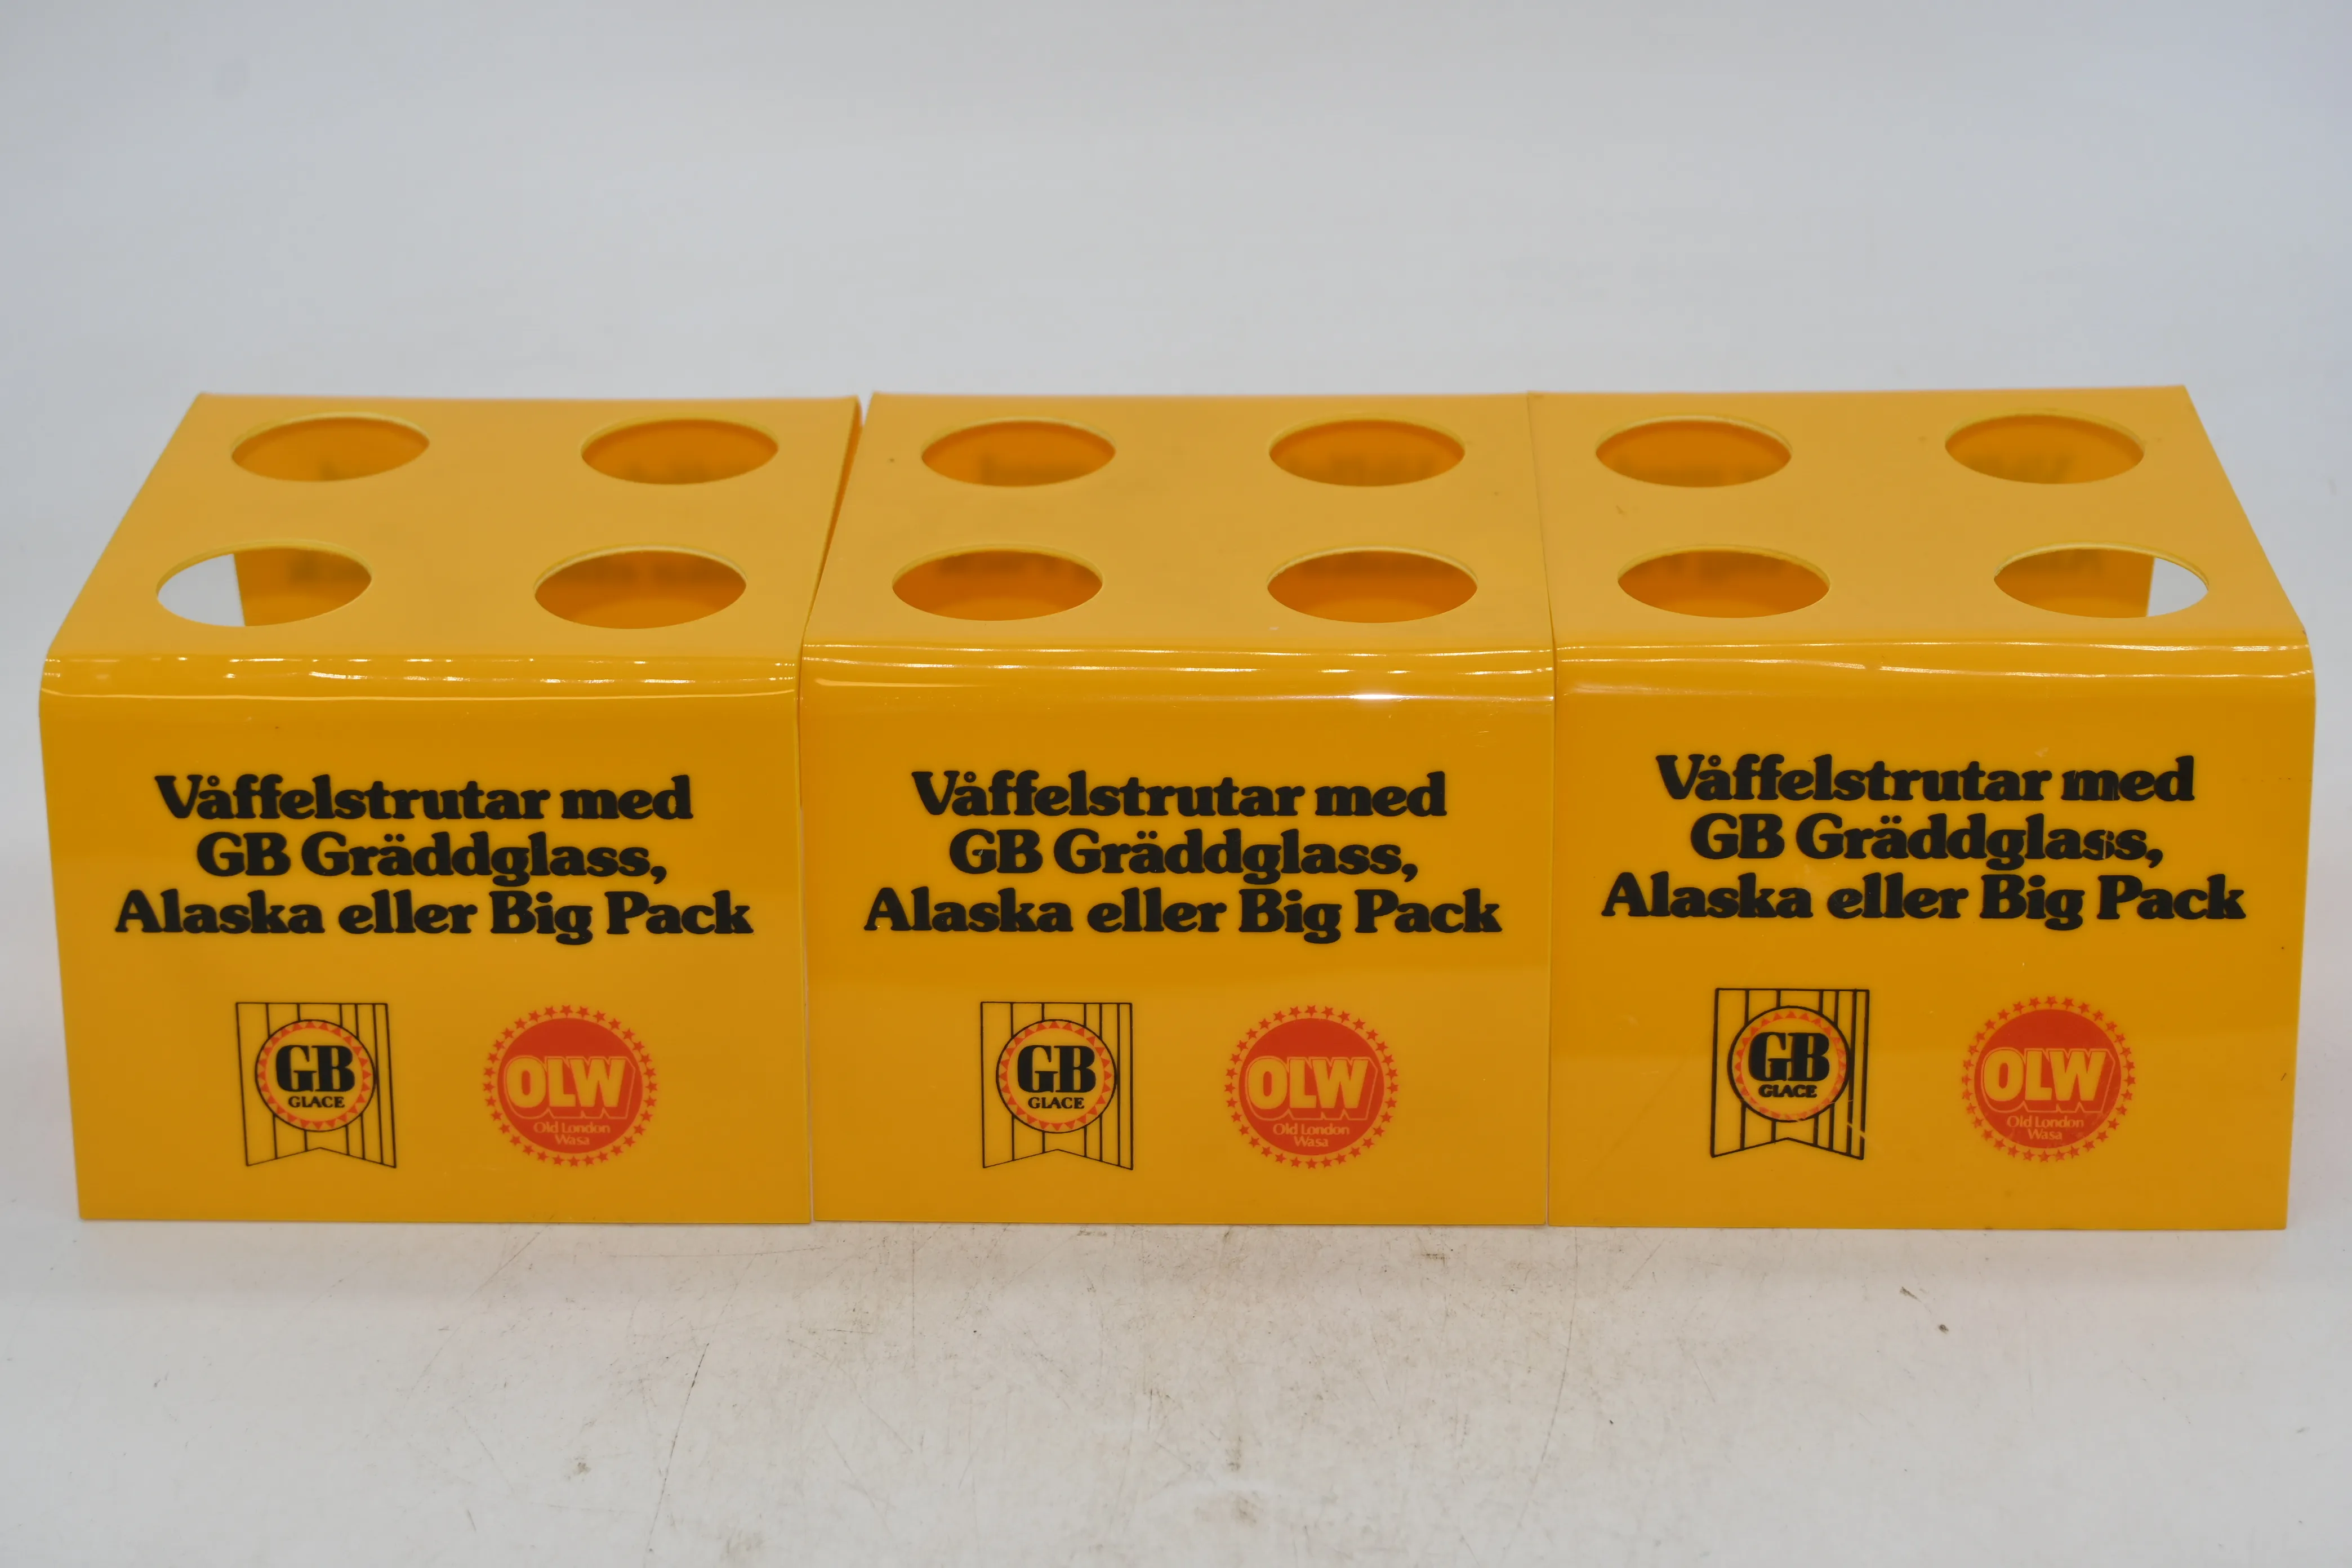 Våffelstrutar med
GB Gräddglass,
Alaska eller Big Pack
GB
GLACE
OLW
Old London
Wasa
Våffelstrutar med
GB Gräddglass,
Alaska eller Big Pack
GB
GLACE
OLW
Old London
Wasa
Våffelstrutar med
GB Gräddglass,
Alaska eller Big Pack
GB
GLACE
OLW
Old London
Wasa